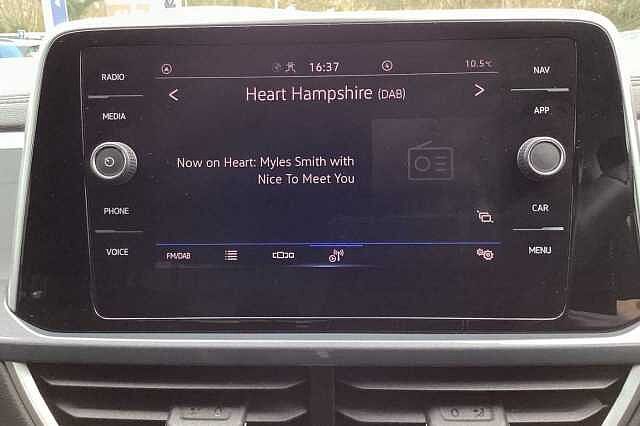 RADIO
MEDIA
PHONE
VOICE
16:37
10.5°C
Heart Hampshire (DAB)
Now on Heart: Myles Smith with
Nice To Meet You
FM/DAB
NAV
APP
CAR
MENU